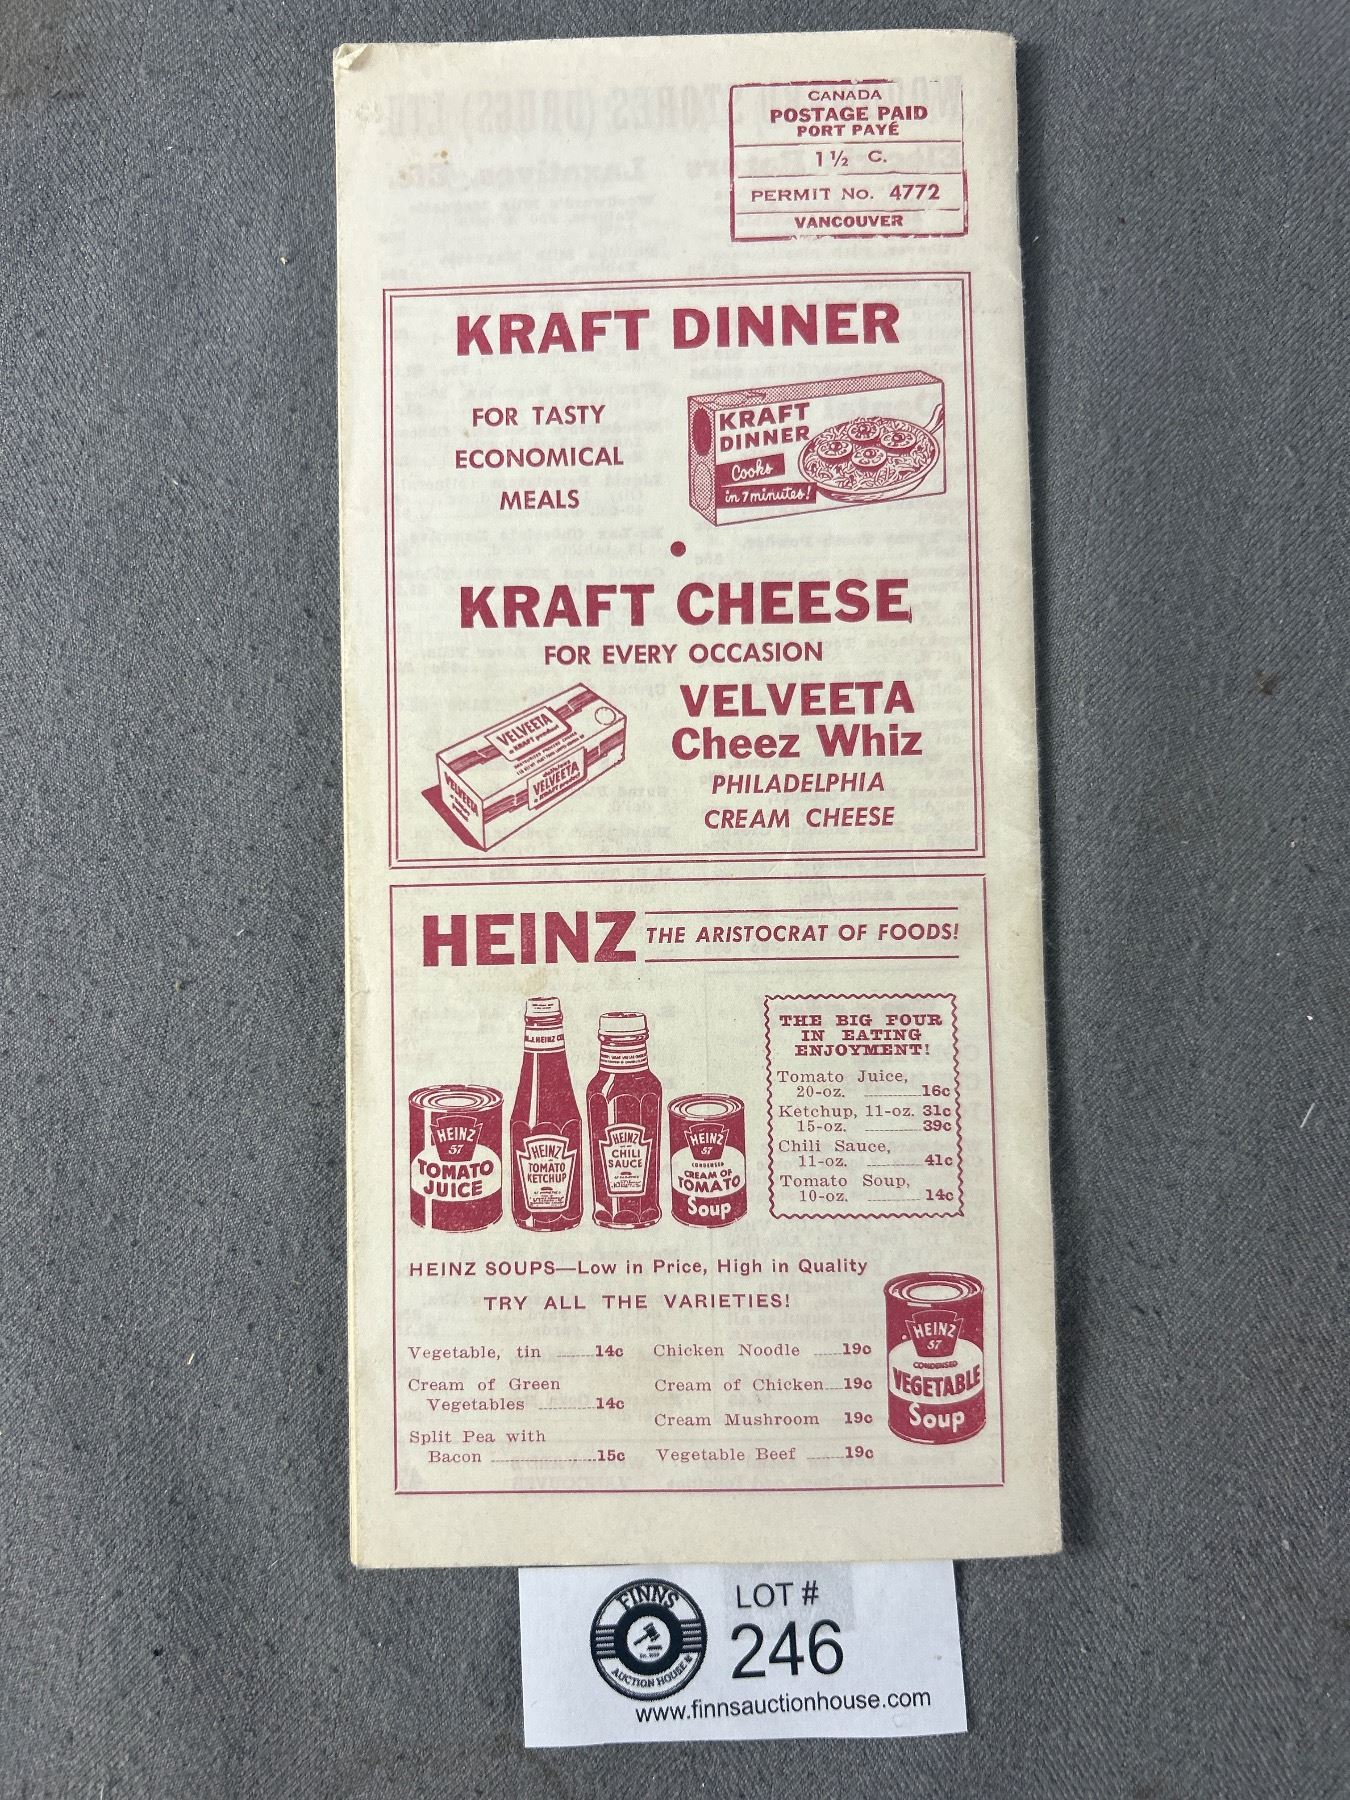 CANADA
POSTAGE PAID
PORT PAYÉ
1½ C.
PERMIT No. 4772
VANCOUVER
KRAFT DINNER
FOR TASTY
ECONOMICAL
MEALS
KRAFT
DINNER
Cooks
in 7 minutes!
KRAFT CHEESE
FOR EVERY OCCASION
VELVEETA
VELVEETA
VELVEETA
VELVEETA
Cheez Whiz
PHILADELPHIA
CREAM CHEESE
HEINZ THE ARISTOCRAT OF FOODS!
HEINZ
57
TOMATO
JUICE
HEINZ
TOMATO
KETCHUP
HEINZ
CHILI
SAUCE
HEINZ
57
CONDENSED
CREAM OF
TOMATO
Soup
THE BIG FOUR
IN EATING
ENJOYMENT!
Tomato Juice,
20-oz. 16c
Ketchup, 11-oz. 31c
15-oz. 39c
Chili Sauce,
11-oz. 41c
Tomato Soup,
10-oz. 14c
HEINZ SOUPS—Low in Price, High in Quality
TRY ALL THE VARIETIES!
Vegetable, tin 14c
Cream of Green
Vegetables 14c
Split Pea with
Bacon 15c
Chicken Noodle 19c
Cream of Chicken 19c
Cream Mushroom 19c
Vegetable Beef 19c
HEINZ
57
CONDENSED
VEGETABLE
Soup
FINNS
AUCTION HOUSE
LOT #
246
www.finnsauctionhouse.com